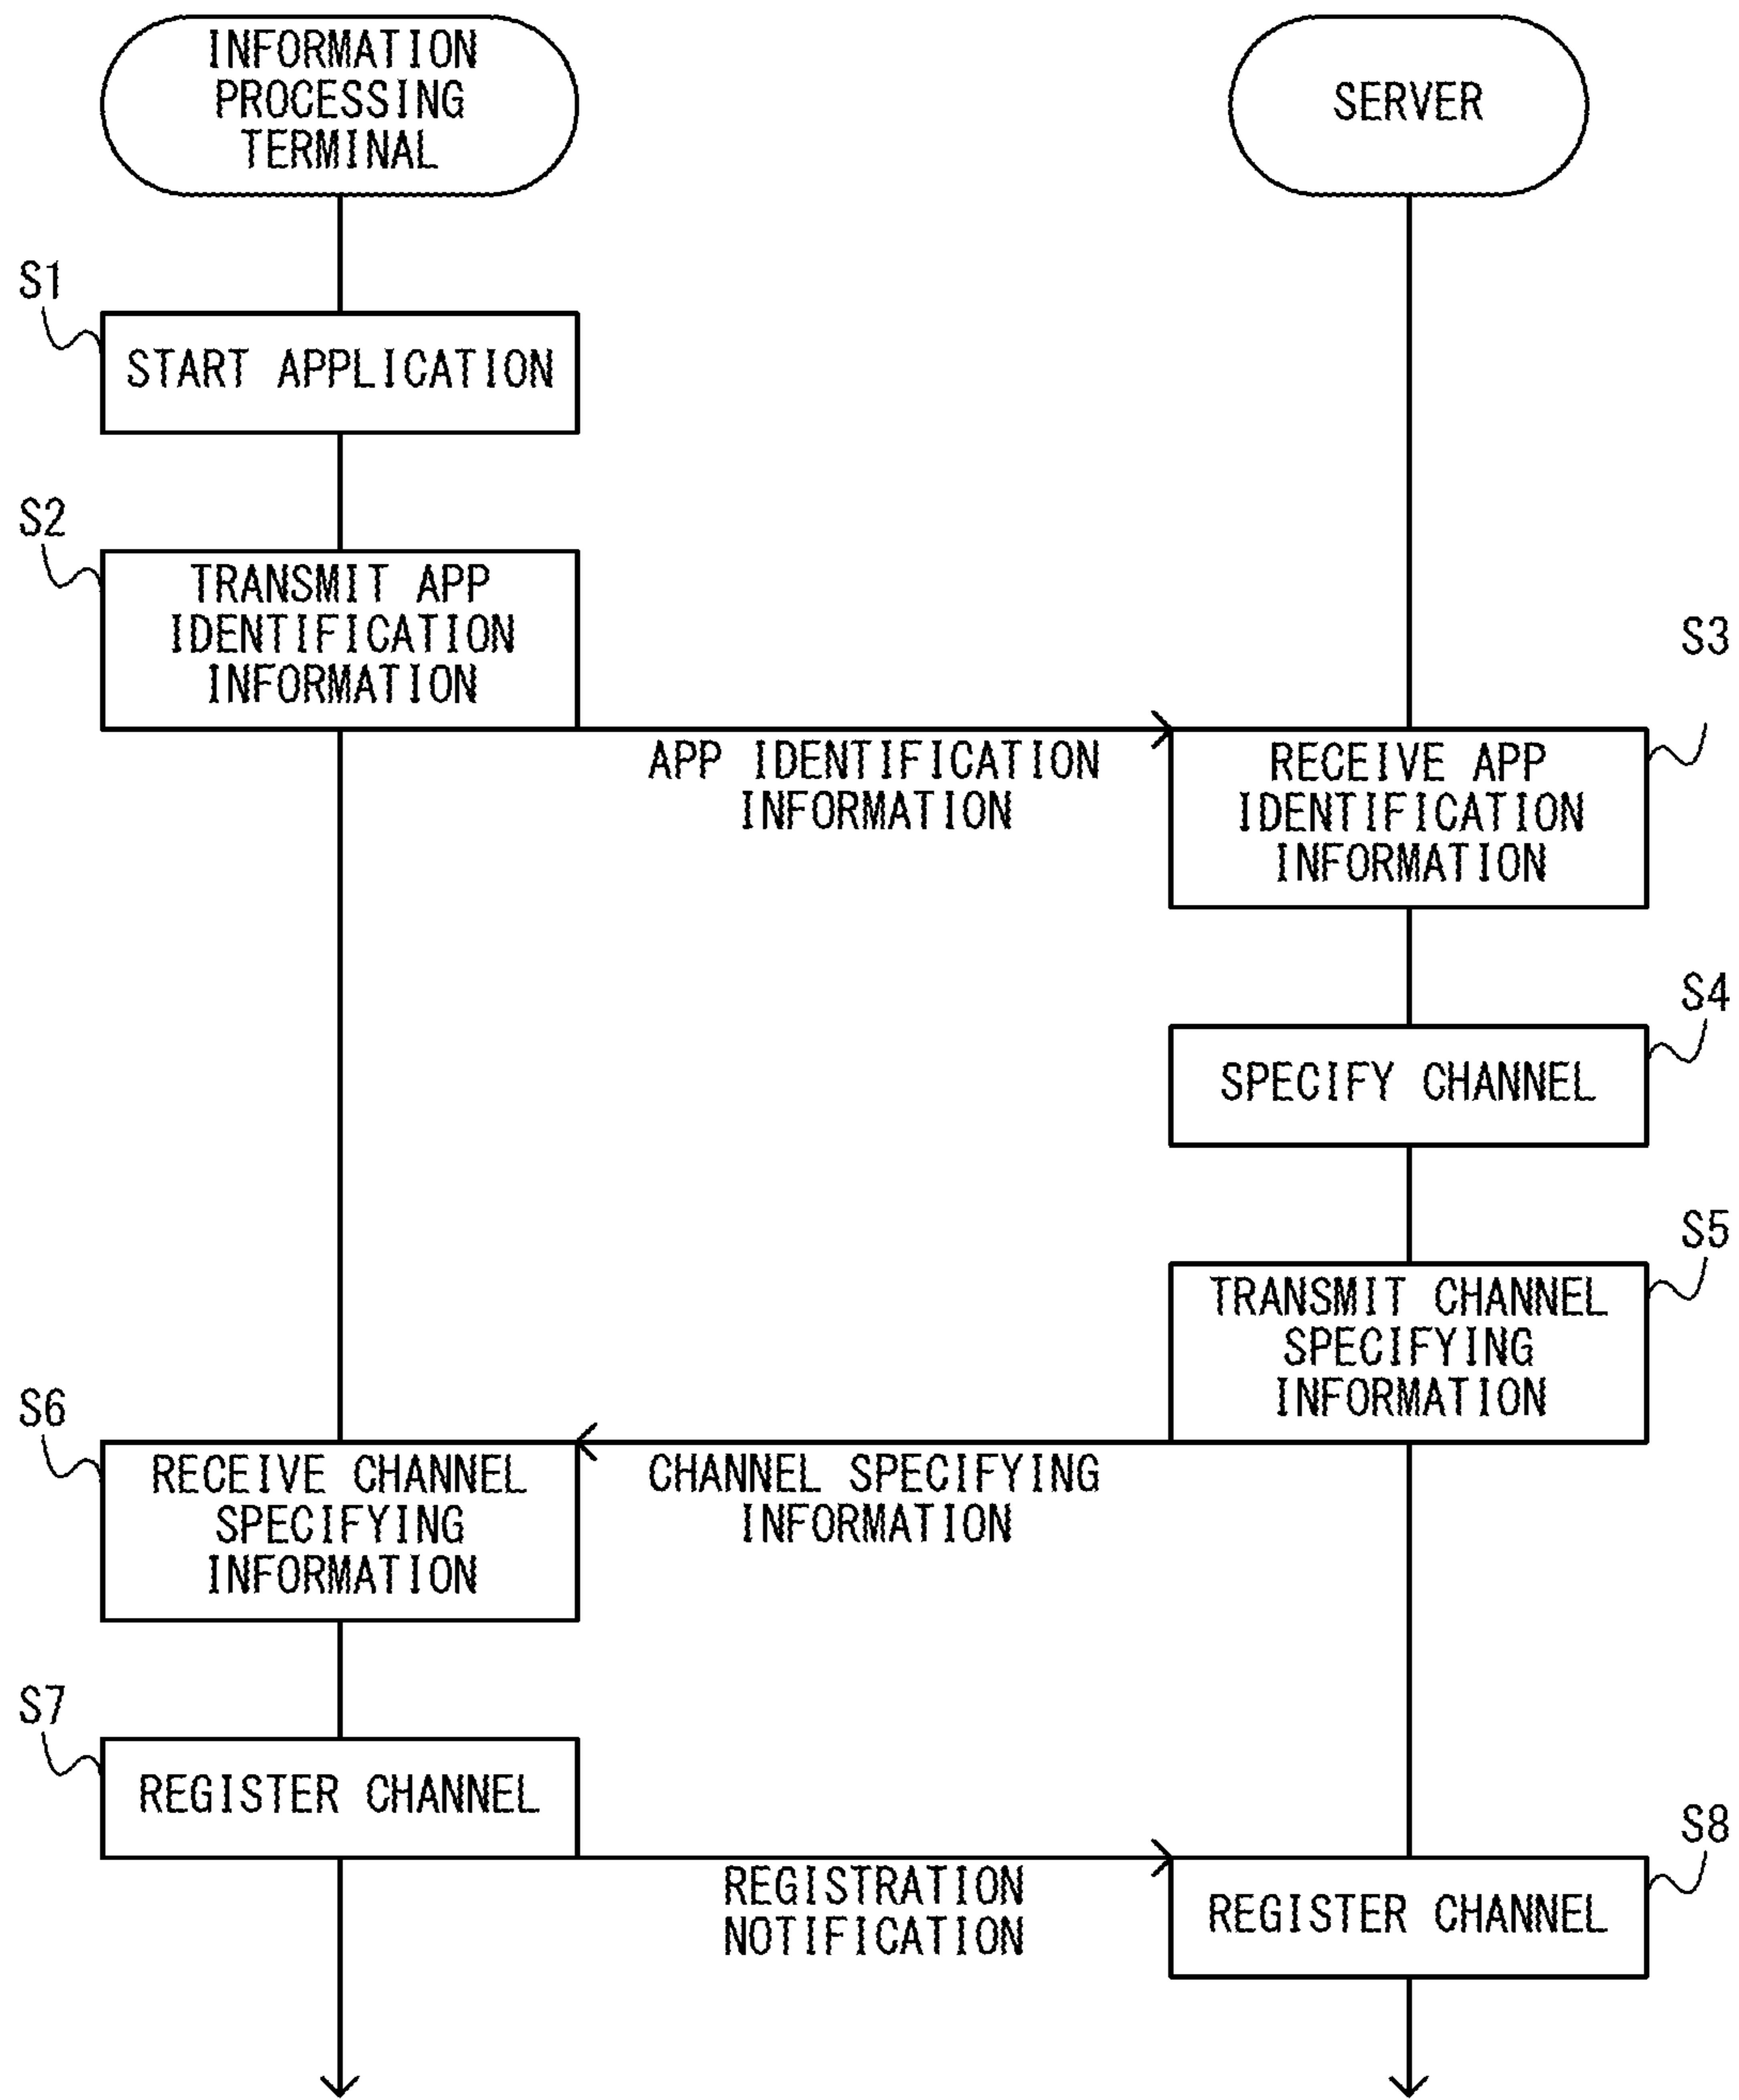 INFORMATION
PROCESSING
TERMINAL
SERVER
S1
START APPLICATION
S2
TRANSMIT APP
IDENTIFICATION
INFORMATION
S3
APP IDENTIFICATION
INFORMATION
RECEIVE APP
IDENTIFICATION
INFORMATION
S4
SPECIFY CHANNEL
S5
TRANSMIT CHANNEL
SPECIFYING
INFORMATION
S6
RECEIVE CHANNEL
SPECIFYING
INFORMATION
CHANNEL SPECIFYING
INFORMATION
S7
REGISTER CHANNEL
S8
REGISTRATION
NOTIFICATION
REGISTER CHANNEL